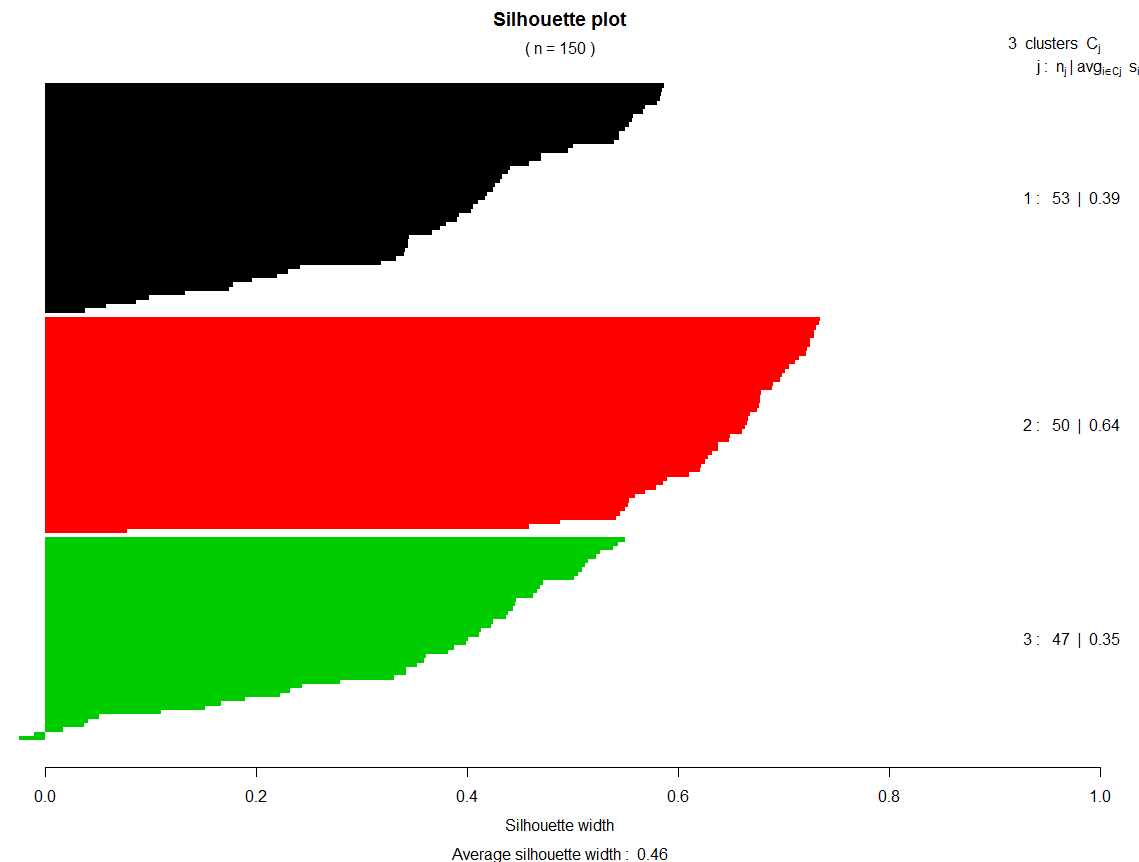 Silhouette plot
( n = 150 )
3 clusters Cj
j : nj | avgi∈Cj si
1 : 53 | 0.39
2 : 50 | 0.64
3 : 47 | 0.35
0.0 0.2 0.4 0.6 0.8 1.0
Silhouette width
Average silhouette width : 0.46